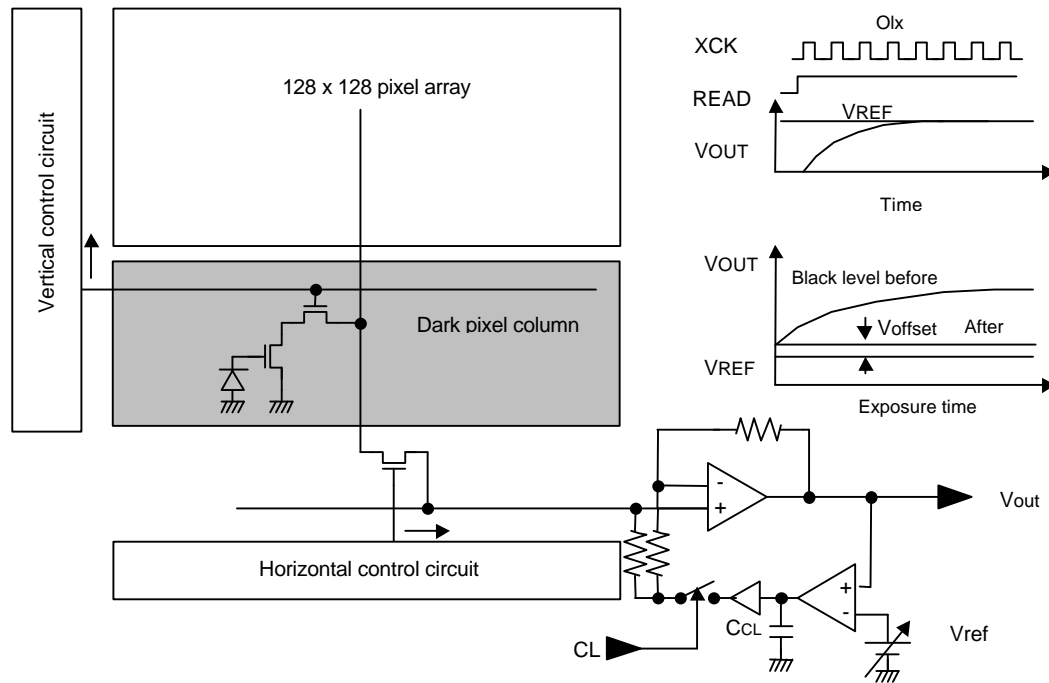 Vertical control circuit
128 x 128 pixel array
Dark pixel column
Horizontal control circuit
CL
CCL
Vref
Vout
-
+
+
-
Olx
XCK
READ
VREF
VOUT
Time
VOUT
Black level before
Voffset After
VREF
Exposure time